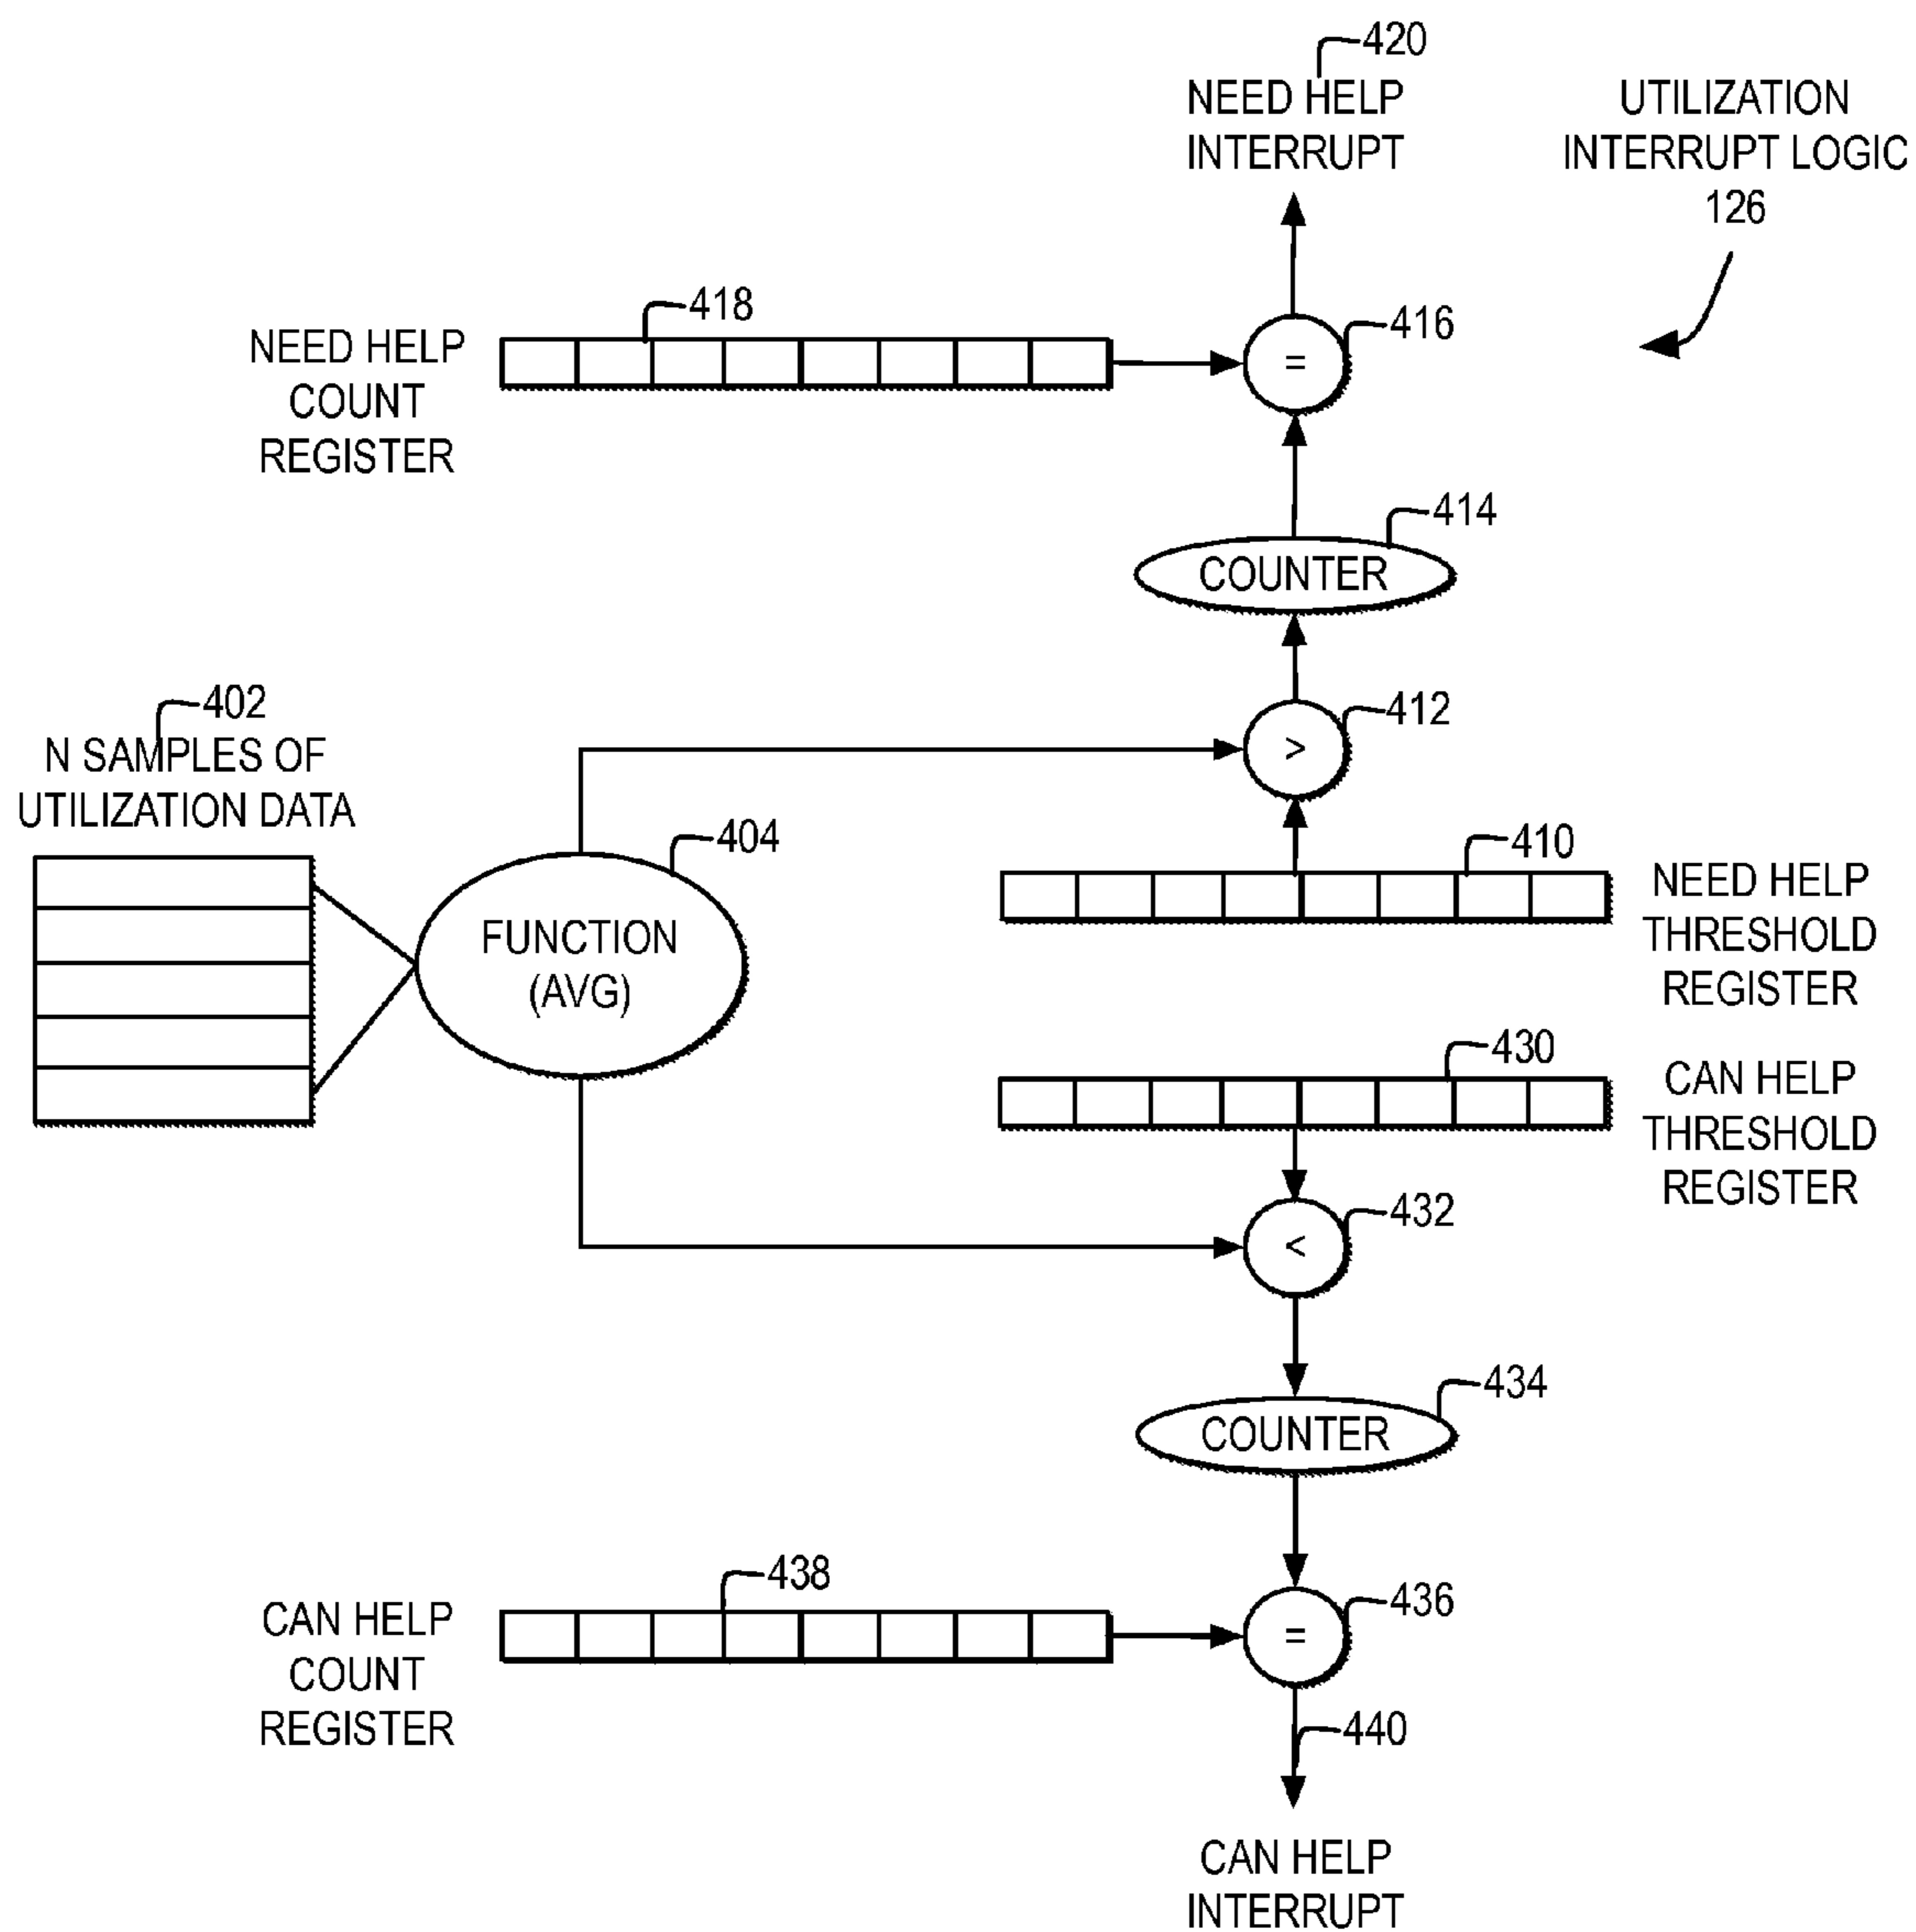 420
NEED HELP
INTERRUPT
UTILIZATION
INTERRUPT LOGIC
126
418
416
NEED HELP
COUNT
REGISTER
=
414
COUNTER
402
N SAMPLES OF
UTILIZATION DATA
412
>
404
FUNCTION
(AVG)
410
NEED HELP
THRESHOLD
REGISTER
430
CAN HELP
THRESHOLD
REGISTER
432
<
434
COUNTER
438
436
CAN HELP
COUNT
REGISTER
=
440
CAN HELP
INTERRUPT